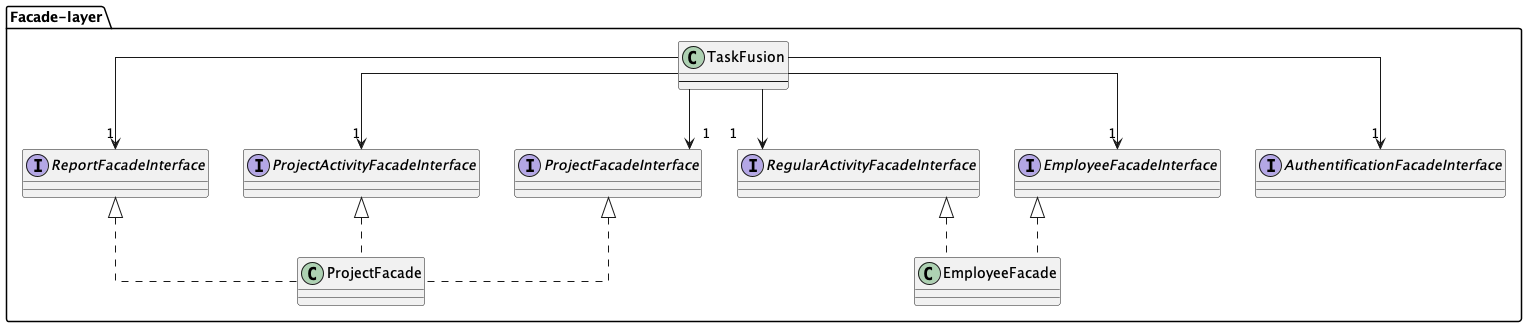 Facade-layer
C TaskFusion
1 1 1 1 1 1
I ReportFacadeInterface
I ProjectActivityFacadeInterface
I ProjectFacadeInterface
I RegularActivityFacadeInterface
I EmployeeFacadeInterface
I AuthentificationFacadeInterface
C ProjectFacade
C EmployeeFacade